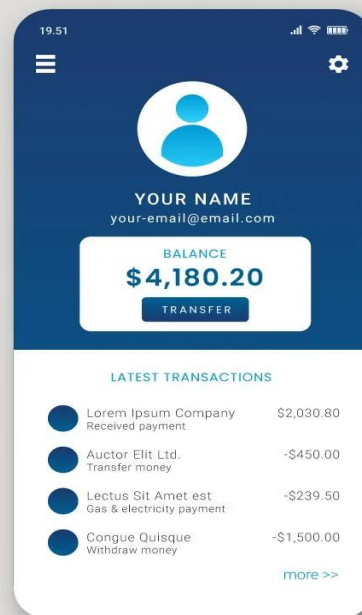 19.51
YOUR NAME
your-email@email.com
BALANCE
$4,180.20
TRANSFER
LATEST TRANSACTIONS
Lorem Ipsum Company $2,030.80
Received payment
Auctor Elit Ltd. -$450.00
Transfer money
Lectus Sit Amet est -$239.50
Gas & electricity payment
Congue Quisque -$1,500.00
Withdraw money
more >>